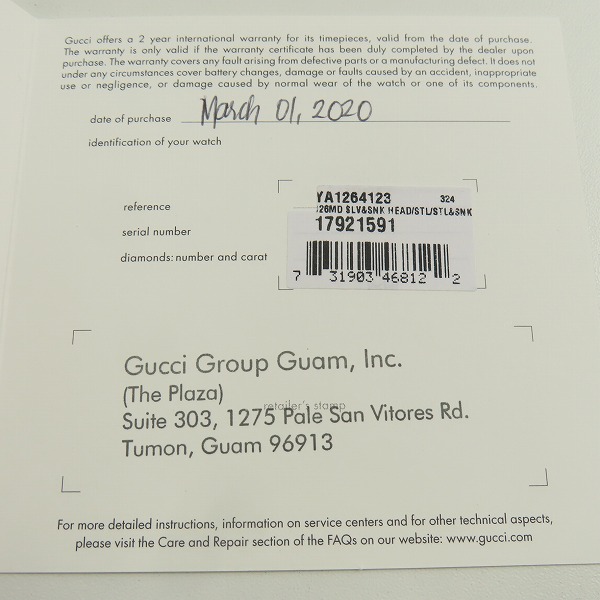 Gucci offers a 2 year international warranty for its timepieces, valid from the date of purchase.
The warranty is only valid if the warranty certificate has been duly completed by the dealer upon
purchase. The warranty covers any fault arising from defective parts or a manufacturing defect. It does not
under any circumstances cover battery changes, damage or faults caused by an accident, inappropriate
use or negligence, or damage caused by normal wear of the watch or one of its components.
date of purchase March 01, 2020
identification of your watch
YA1264123 324
reference
126MD SLV&SNK HEAD/STL/STL&SNK
serial number 17921591
diamonds: number and carat
7 31903 46812 2
Gucci Group Guam, Inc.
(The Plaza)
retailer's stamp
Suite 303, 1275 Pale San Vitores Rd.
Tumon, Guam 96913
For more detailed instructions, information on service centers and for other technical aspects,
please visit the Care and Repair section of the FAQs on our website: www.gucci.com